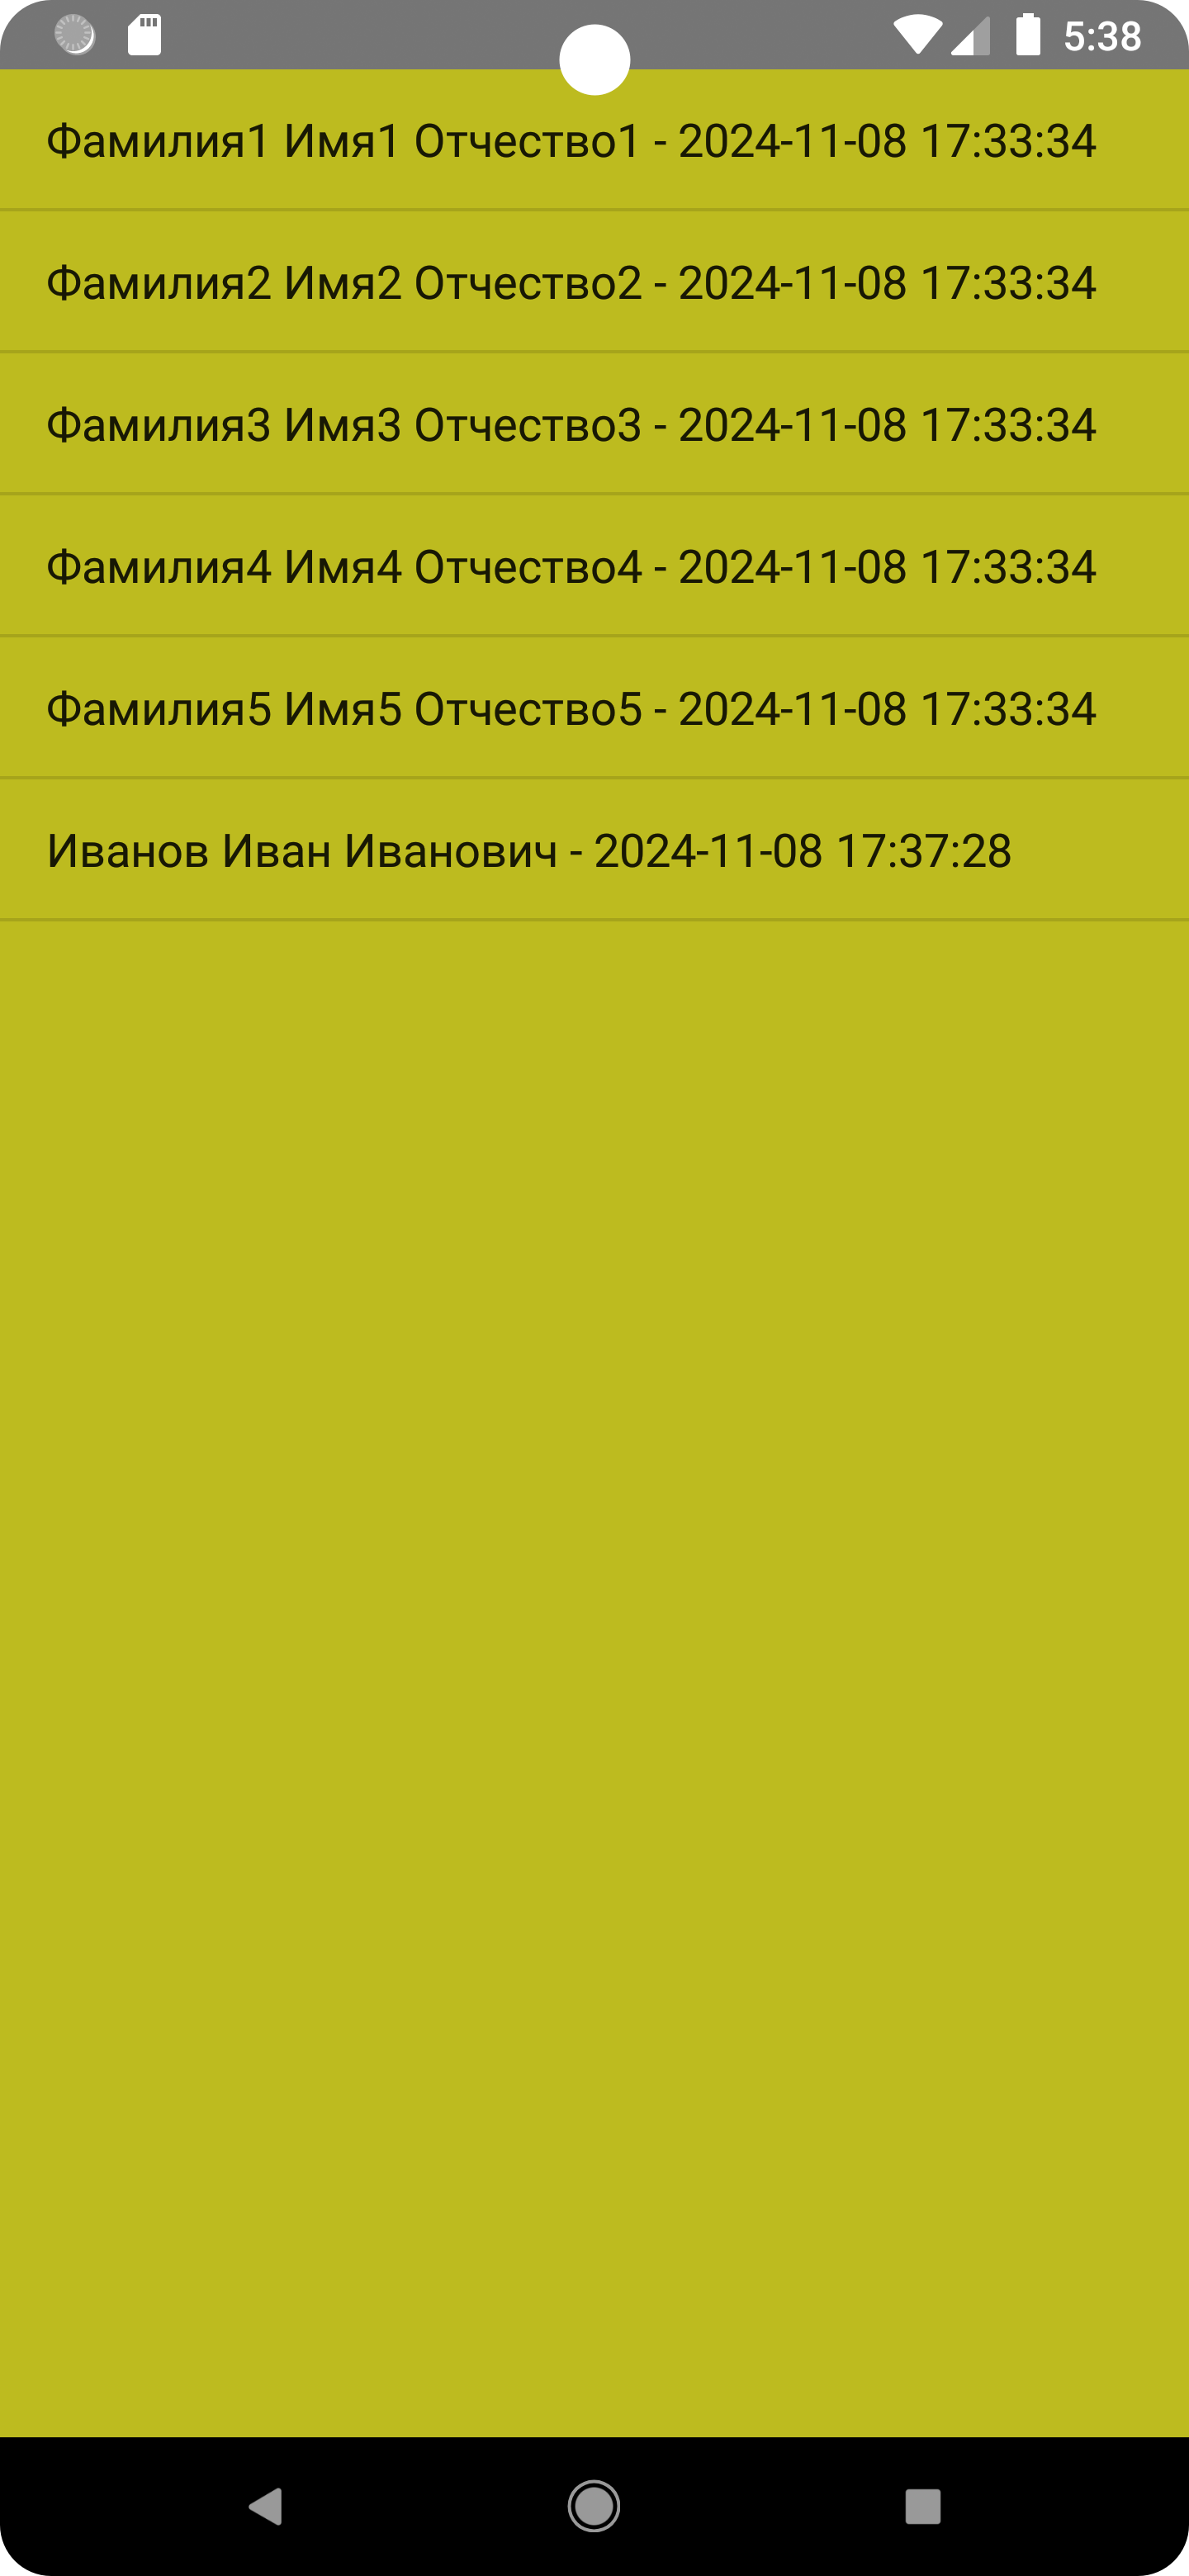 5:38
Фамилия1 Имя1 Отчество1 - 2024-11-08 17:33:34
Фамилия2 Имя2 Отчество2 - 2024-11-08 17:33:34
Фамилия3 Имя3 Отчество3 - 2024-11-08 17:33:34
Фамилия4 Имя4 Отчество4 - 2024-11-08 17:33:34
Фамилия5 Имя5 Отчество5 - 2024-11-08 17:33:34
Иванов Иван Иванович - 2024-11-08 17:37:28